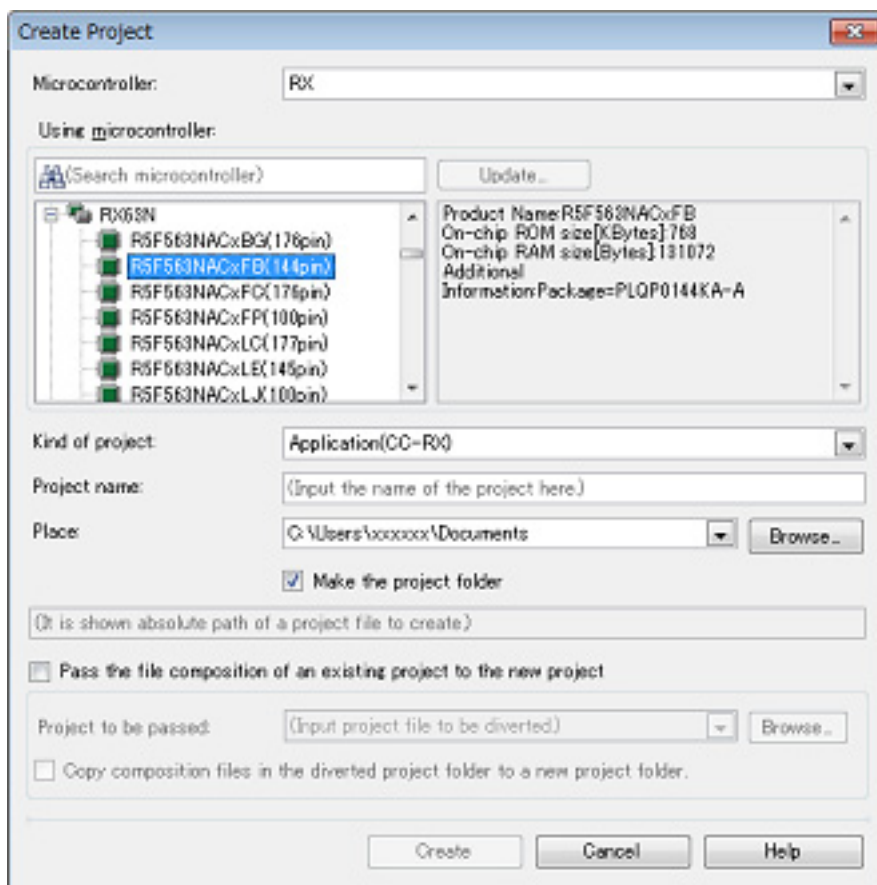 Create Project
Microcontroller: RX
Using microcontroller:
(Search microcontroller) Update...
RX63N
R5F563NACxBG(176pin)
R5F563NACxFB(144pin)
R5F563NACxFC(176pin)
R5F563NACxFP(100pin)
R5F563NACxLC(177pin)
R5F563NACxLE(145pin)
R5F563NACxLJ(100pin)
Product Name:R5F563NACxFB
On-chip ROM size[KBytes]:768
On-chip RAM size[Bytes]:131072
Additional
Information:Package=PLQP0144KA-A
Kind of project: Application(CC-RX)
Project name: (Input the name of the project here.)
Place: C:\Users\xxxxxx\Documents Browse...
Make the project folder
(It is shown absolute path of a project file to create.)
Pass the file composition of an existing project to the new project
Project to be passed: (Input project file to be diverted.) Browse...
Copy composition files in the diverted project folder to a new project folder.
Create Cancel Help